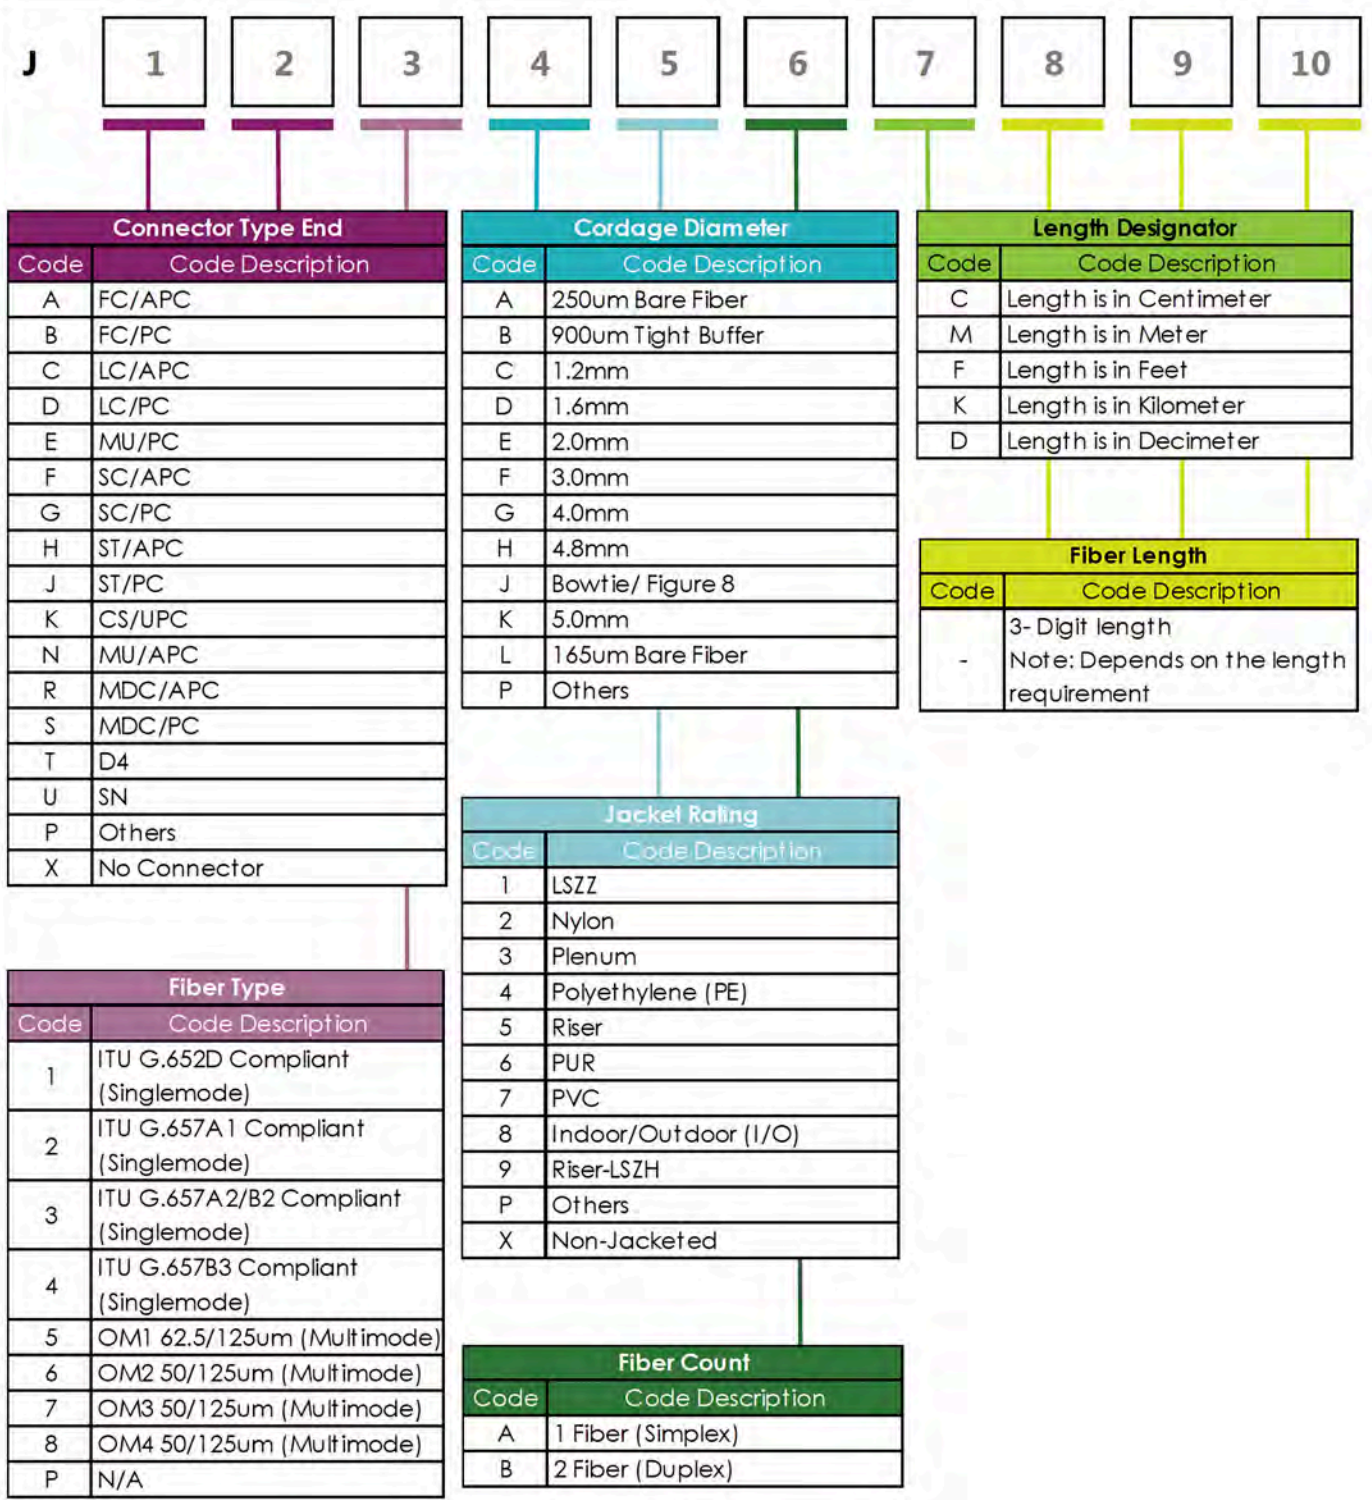 J 1 2 3 4 5 6 7 8 9 10
Connector Type End
Code Code Description
A FC/APC
B FC/PC
C LC/APC
D LC/PC
E MU/PC
F SC/APC
G SC/PC
H ST/APC
J ST/PC
K CS/UPC
N MU/APC
R MDC/APC
S MDC/PC
T D4
U SN
P Others
X No Connector
Fiber Type
Code Code Description
1 ITU G.652D Compliant
(Singlemode)
2 ITU G.657A1 Compliant
(Singlemode)
3 ITU G.657A2/B2 Compliant
(Singlemode)
4 ITU G.657B3 Compliant
(Singlemode)
5 OM1 62.5/125um (Multimode)
6 OM2 50/125um (Multimode)
7 OM3 50/125um (Multimode)
8 OM4 50/125um (Multimode)
P N/A
Cordage Diameter
Code Code Description
A 250um Bare Fiber
B 900um Tight Buffer
C 1.2mm
D 1.6mm
E 2.0mm
F 3.0mm
G 4.0mm
H 4.8mm
J Bowtie/ Figure 8
K 5.0mm
L 165um Bare Fiber
P Others
Jacket Rating
Code Code Description
1 LSZZ
2 Nylon
3 Plenum
4 Polyethylene (PE)
5 Riser
6 PUR
7 PVC
8 Indoor/Outdoor (I/O)
9 Riser-LSZH
P Others
X Non-Jacketed
Fiber Count
Code Code Description
A 1 Fiber (Simplex)
B 2 Fiber (Duplex)
Length Designator
Code Code Description
C Length is in Centimeter
M Length is in Meter
F Length is in Feet
K Length is in Kilometer
D Length is in Decimeter
Fiber Length
Code Code Description
3- Digit length
- Note: Depends on the length
requirement